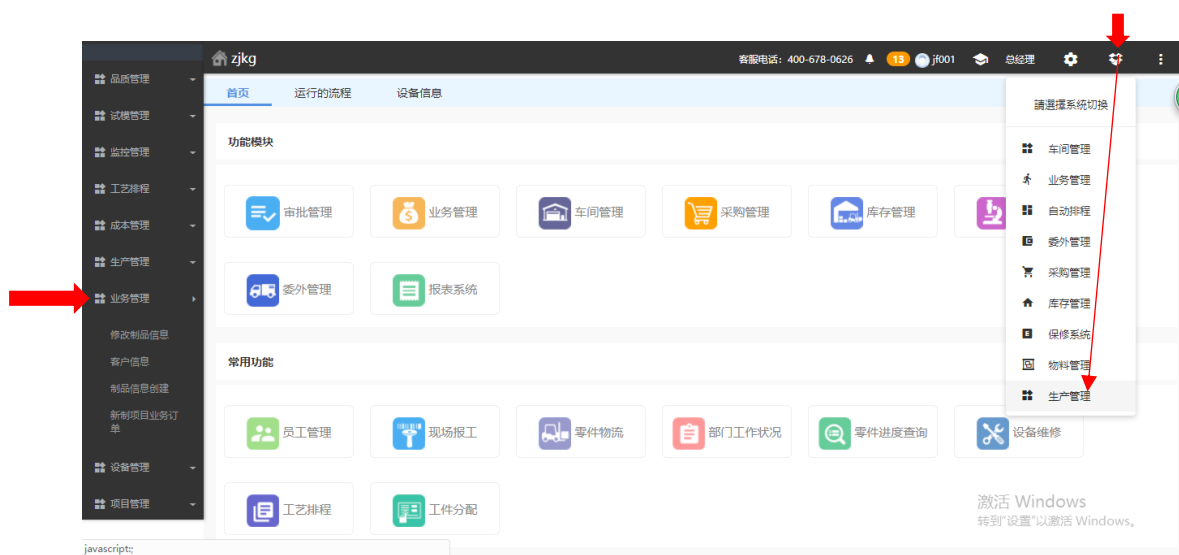 zjkg
客服电话：400-678-0626
13
jf001
总经理
品质管理
试模管理
监控管理
工艺排程
成本管理
生产管理
业务管理
修改制品信息
客户信息
制品信息创建
新制项目业务订
单
设备管理
项目管理
首页
运行的流程
设备信息
功能模块
审批管理
业务管理
车间管理
采购管理
库存管理
委外管理
报表系统
常用功能
员工管理
现场报工
零件物流
部门工作状况
零件进度查询
设备维修
工艺排程
工件分配
請選擇系统切换
车间管理
业务管理
自动排程
委外管理
采购管理
库存管理
保修系统
物料管理
生产管理
激活 Windows
转到"设置"以激活 Windows。
javascript:;